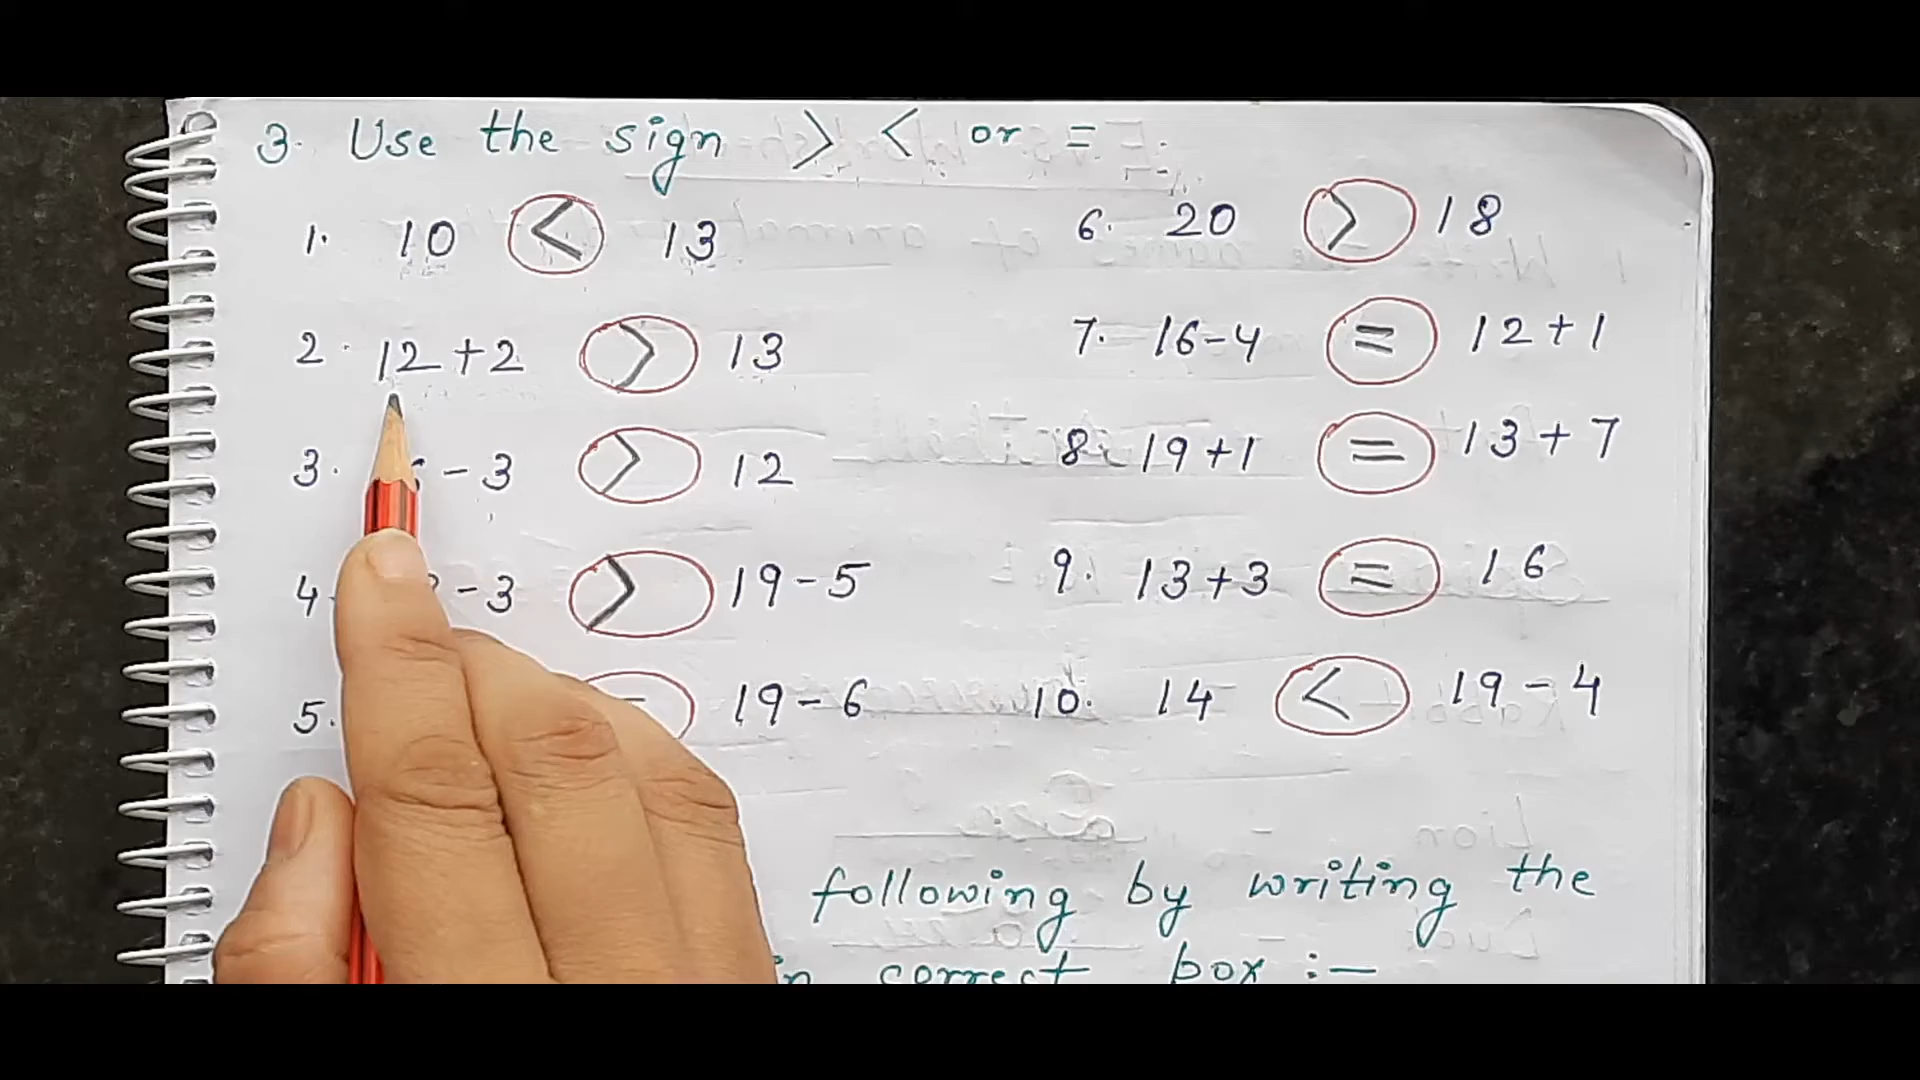 3. Use the sign > < or =
1. 10 < 13
2. 12+2 > 13
3. -3 > 12
4. -3 > 19-5
5. 19-6
6. 20 > 18
7. 16-4 = 12+1
8. 19+1 = 13+7
9. 13+3 = 16
10. 14 < 19-4
following by writing the
in correct box :-